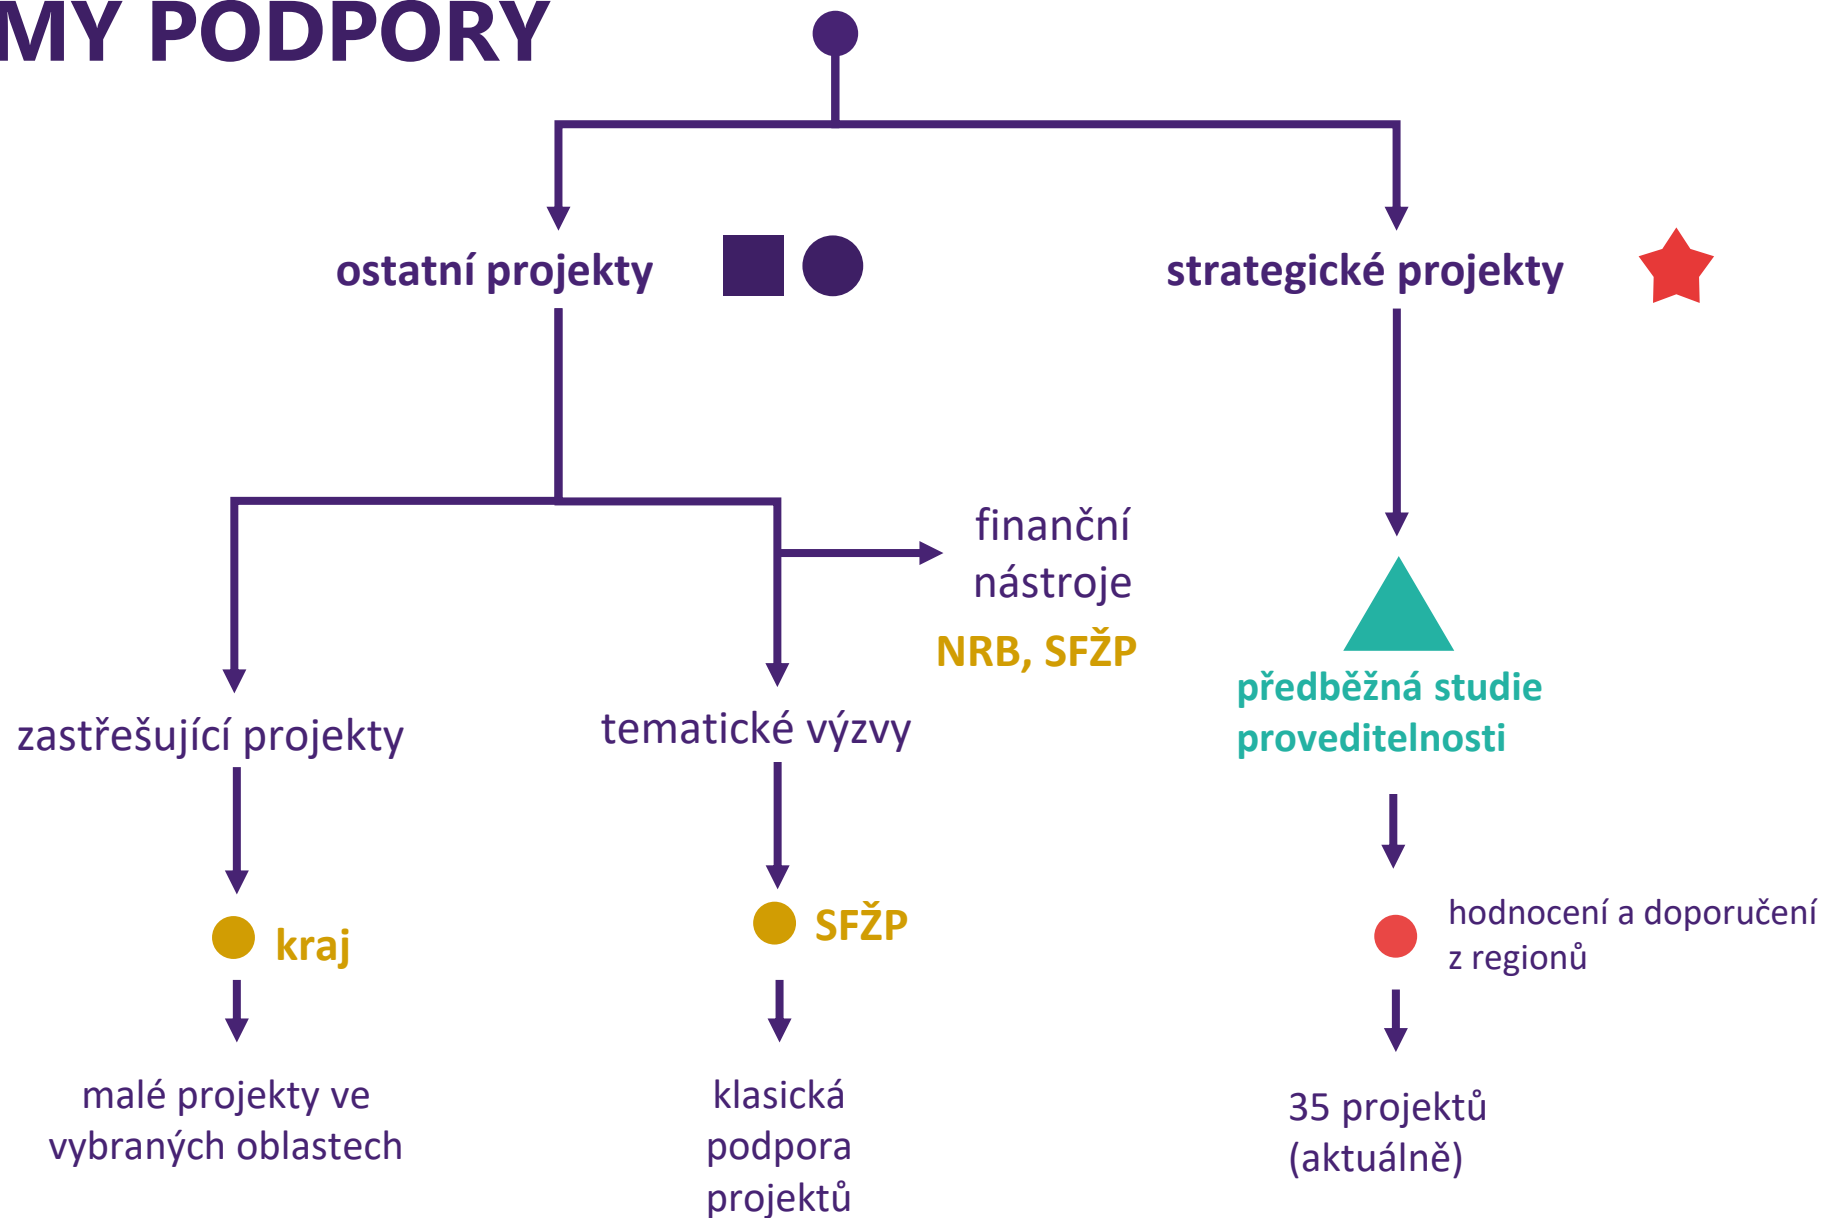 MY PODPORY
ostatní projekty
strategické projekty
finanční
nástroje
NRB, SFŽP
předběžná studie
proveditelnosti
zastřešující projekty
tematické výzvy
kraj
SFŽP
hodnocení a doporučení
z regionů
malé projekty ve
vybraných oblastech
klasická
podpora
projektů
35 projektů
(aktuálně)